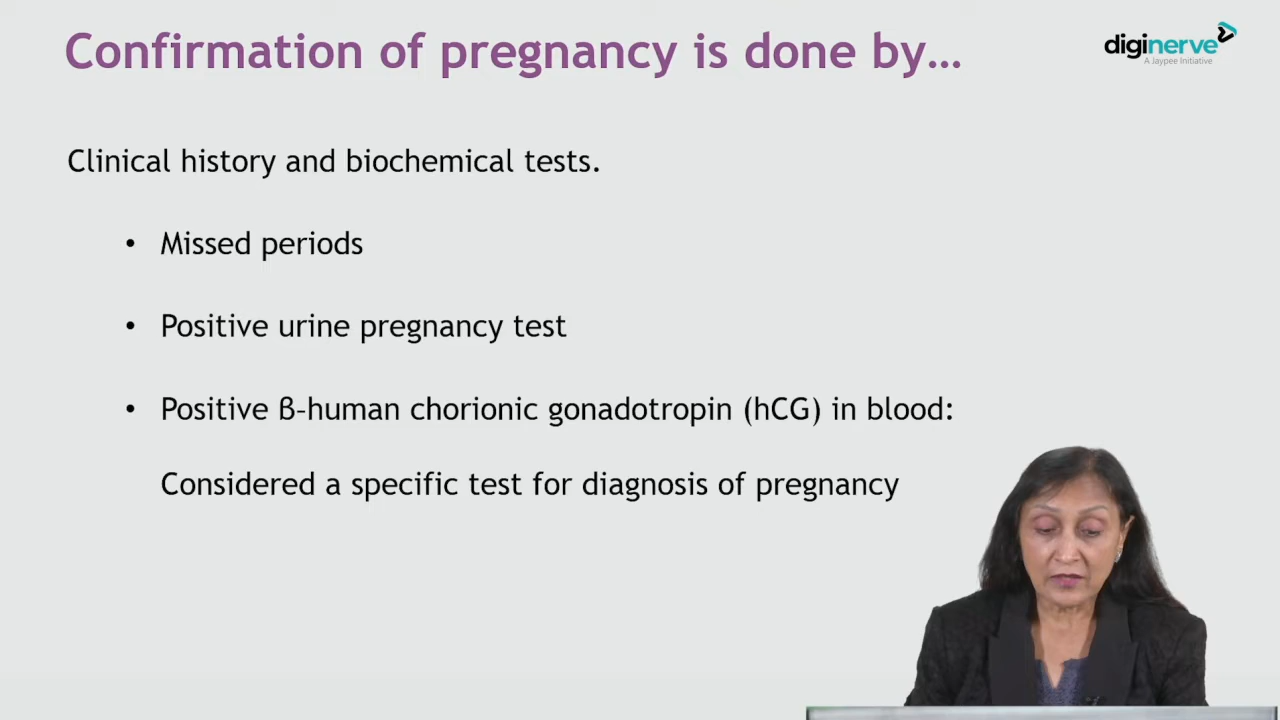 Confirmation of pregnancy is done by...
diginerve
A Jaypee Initiative
Clinical history and biochemical tests.
• Missed periods
• Positive urine pregnancy test
• Positive ß-human chorionic gonadotropin (hCG) in blood:
Considered a specific test for diagnosis of pregnancy